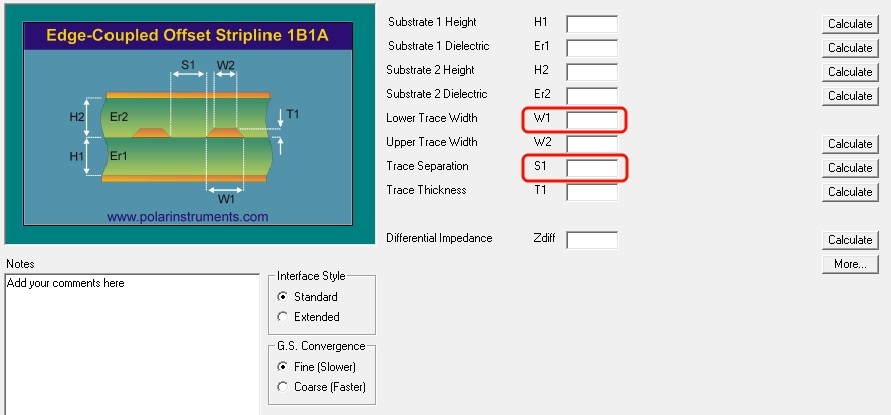 Edge-Coupled Offset Stripline 1B1A
S1 W2
H2 Er2 T1
H1 Er1
W1
www.polarinstruments.com
Substrate 1 Height H1 Calculate
Substrate 1 Dielectric Er1 Calculate
Substrate 2 Height H2 Calculate
Substrate 2 Dielectric Er2 Calculate
Lower Trace Width W1
Upper Trace Width W2 Calculate
Trace Separation S1 Calculate
Trace Thickness T1 Calculate
Differential Impedance Zdiff Calculate
More...
Notes
Add your comments here
Interface Style
Standard
Extended
G.S. Convergence
Fine (Slower)
Coarse (Faster)